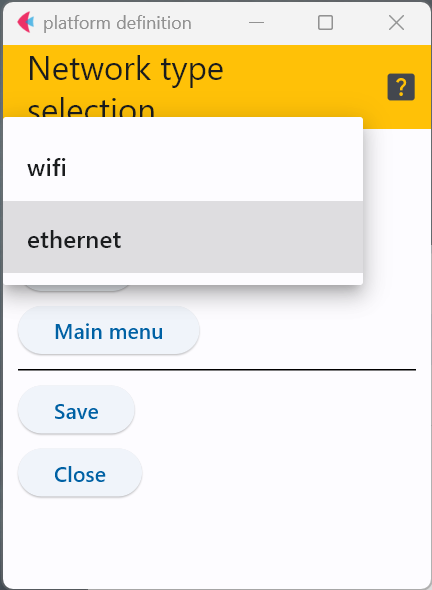 platform definition
Network type
selection
?
wifi
ethernet
Main menu
Save
Close